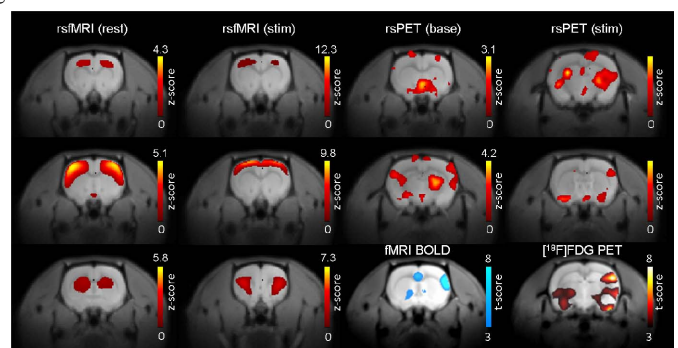 rsfMRI (rest) rsfMRI (stim) rsPET (base) rsPET (stim)
4.3 12.3 3.1
z-score z-score z-score z-score
0 0 0 0
5.1 9.8 4.2
z-score z-score z-score z-score
0 0 0 0
fMRI BOLD [¹⁸F]FDG PET
5.8 7.3 8 8
z-score z-score t-score t-score
0 0 3 3